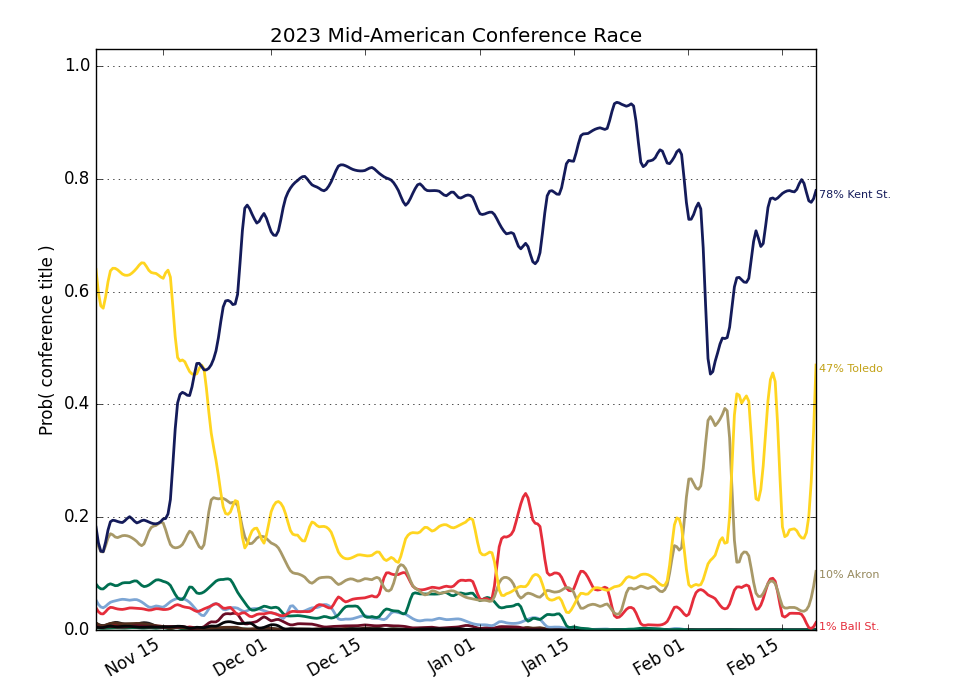 2023 Mid-American Conference Race
Prob( conference title )
1.0
0.8
0.6
0.4
0.2
0.0
78% Kent St.
47% Toledo
10% Akron
1% Ball St.
Nov 15
Dec 01
Dec 15
Jan 01
Jan 15
Feb 01
Feb 15